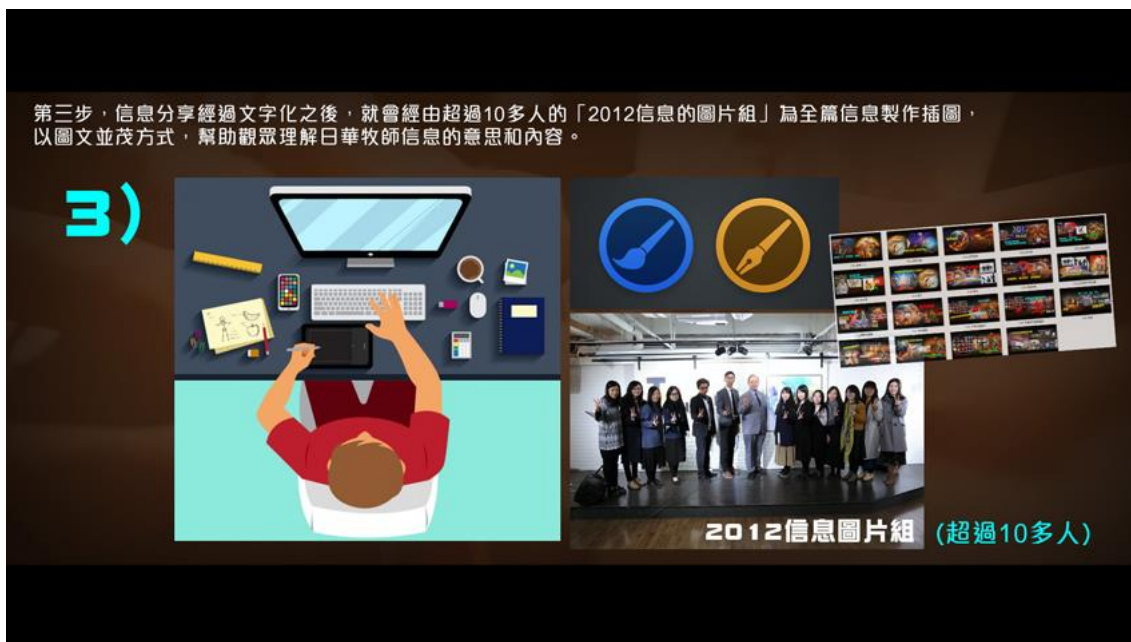 第三步，信息分享經過文字化之後，就會經由超過10多人的「2012信息的圖片組」為全篇信息製作插圖，
以圖文並茂方式，幫助觀眾理解日華牧師信息的意思和內容。
3)
2012信息圖片組 (超過10多人)